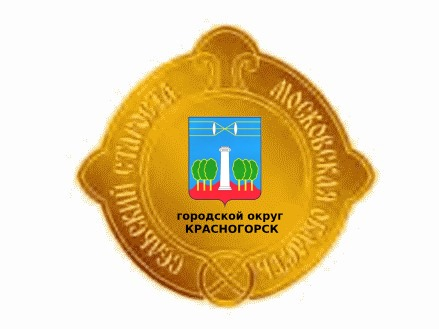 СЕЛЬСКИЙ СТАРОСТА
МОСКОВСКАЯ ОБЛАСТЬ
городской округ
КРАСНОГОРСК